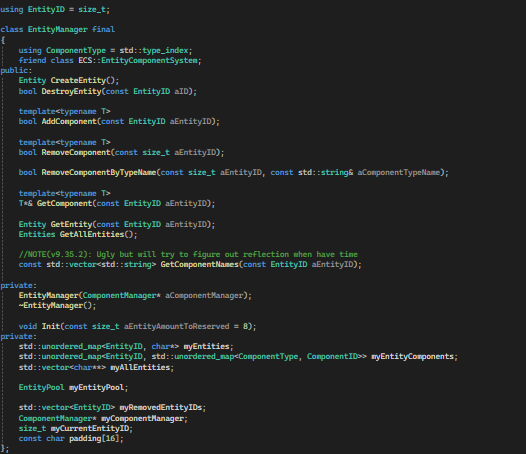 using EntityID = size_t;
class EntityManager final
{
using ComponentType = std::type_index;
friend class ECS::EntityComponentSystem;
public:
Entity CreateEntity();
bool DestroyEntity(const EntityID aID);
template<typename T>
bool AddComponent(const EntityID aEntityID);
template<typename T>
bool RemoveComponent(const size_t aEntityID);
bool RemoveComponentByTypeName(const size_t aEntityID, const std::string& aComponentTypeName);
template<typename T>
T*& GetComponent(const EntityID aEntityID);
Entity GetEntity(const EntityID aEntityID);
Entities GetAllEntities();
//NOTE(v9.35.2): Ugly but will try to figure out reflection when have time
const std::vector<std::string> GetComponentNames(const EntityID aEntityID);
private:
EntityManager(ComponentManager* aComponentManager);
~EntityManager();
void Init(const size_t aEntityAmountToReserved = 8);
private:
std::unordered_map<EntityID, char*> myEntities;
std::unordered_map<EntityID, std::unordered_map<ComponentType, ComponentID>> myEntityComponents;
std::vector<char**> myAllEntities;
EntityPool myEntityPool;
std::vector<EntityID> myRemovedEntityIDs;
ComponentManager* myComponentManager;
size_t myCurrentEntityID;
const char padding[16];
};